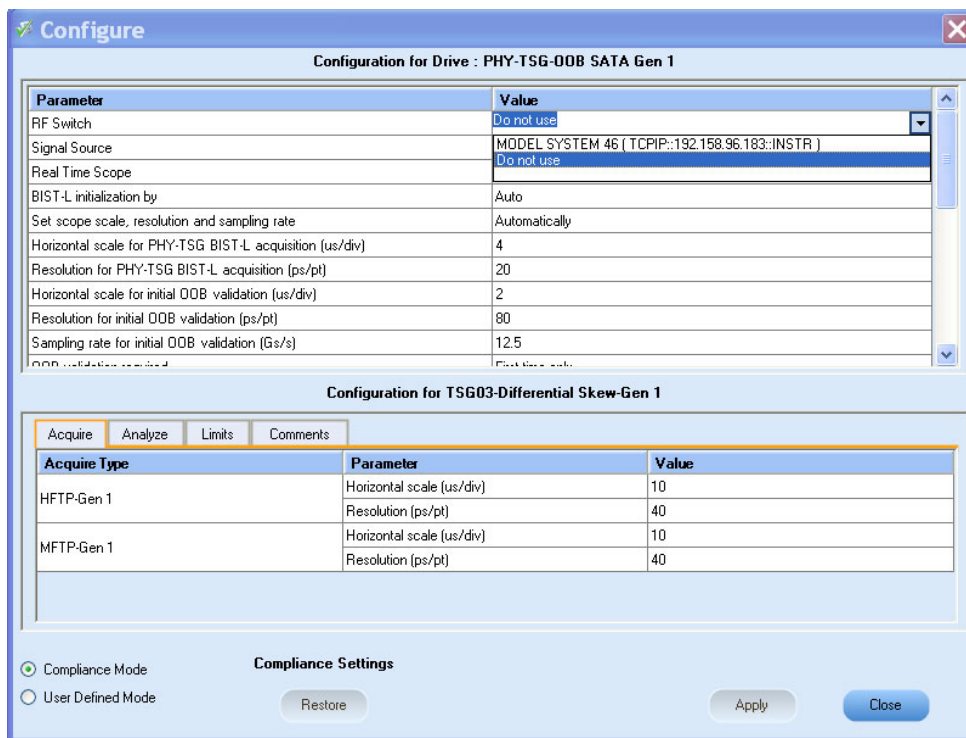 Configure
Configuration for Drive : PHY-TSG-OOB SATA Gen 1
Parameter Value
RF Switch Do not use
Signal Source MODEL SYSTEM 46 ( TCPIP::192.158.96.183::INSTR )
Do not use
Real Time Scope
BIST-L initialization by Auto
Set scope scale, resolution and sampling rate Automatically
Horizontal scale for PHY-TSG BIST-L acquisition (us/div) 4
Resolution for PHY-TSG BIST-L acquisition (ps/pt) 20
Horizontal scale for initial OOB validation (us/div) 2
Resolution for initial OOB validation (ps/pt) 80
Sampling rate for initial OOB validation (Gs/s) 12.5
OOB validation required First time only
Configuration for TSG03-Differential Skew-Gen 1
Acquire Analyze Limits Comments
Acquire Type Parameter Value
HFTP-Gen 1
Horizontal scale (us/div) 10
Resolution (ps/pt) 40
MFTP-Gen 1
Horizontal scale (us/div) 10
Resolution (ps/pt) 40
Compliance Mode Compliance Settings
User Defined Mode Restore Apply Close